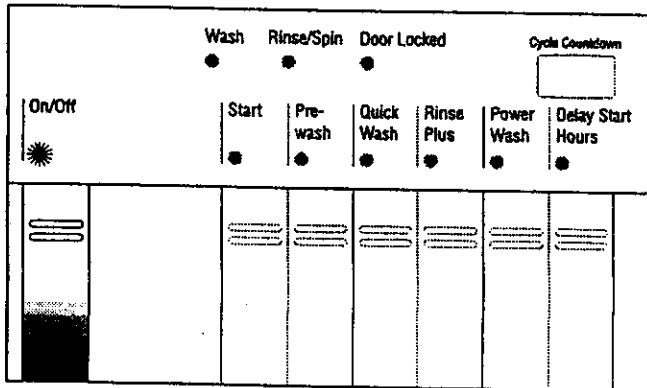 Wash Rinse/Spin Door Locked Cycle Countdown
On/Off Start Pre- Quick Rinse Power Delay Start
wash Wash Plus Wash Hours